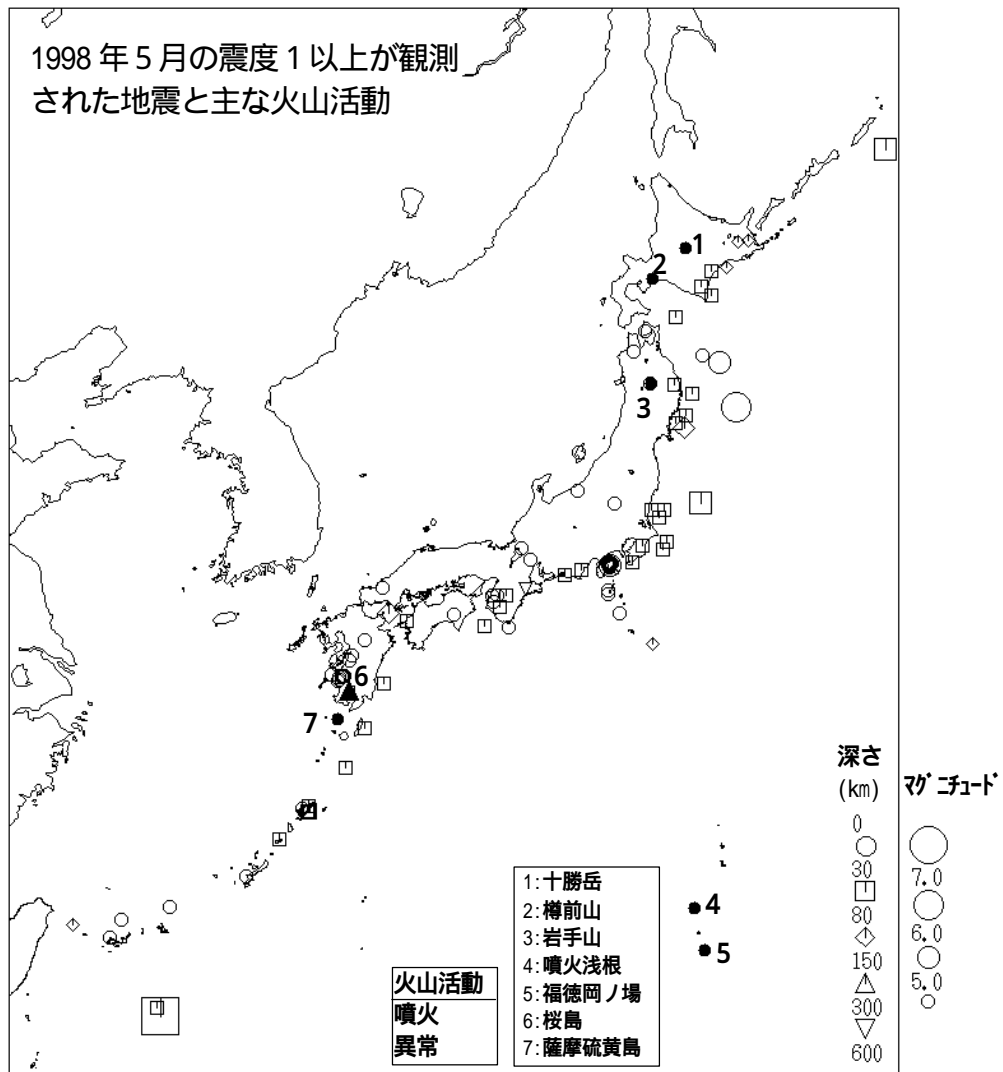 1998 年 5 月の震度 1 以上が観測
された地震と主な火山活動
1
2
3
6
7
4
5
火山活動
噴火
異常
1:十勝岳
2:樽前山
3:岩手山
4:噴火浅根
5:福徳岡ノ場
6:桜島
7:薩摩硫黄島
深さ
(km)
0
30
80
150
300
600
マグニチュード
7.0
6.0
5.0